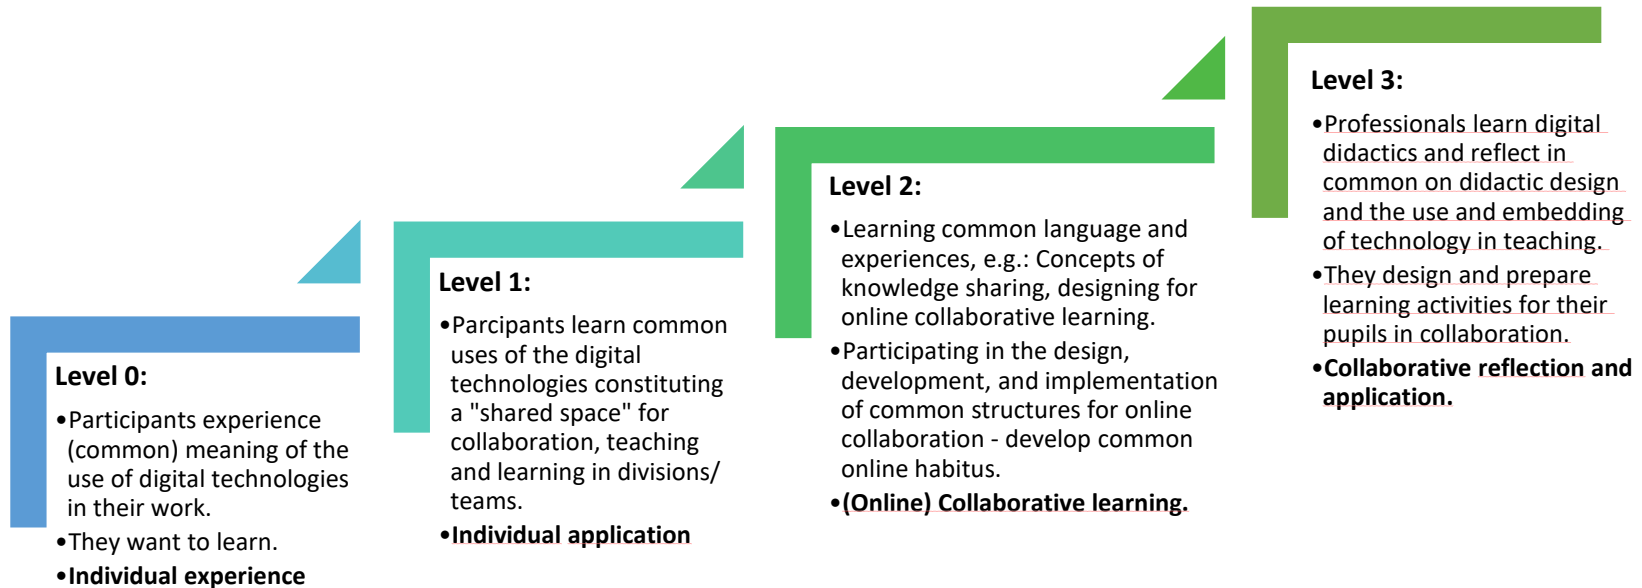 Level 0:
•Participants experience
(common) meaning of the
use of digital technologies
in their work.
•They want to learn.
•Individual experience
Level 1:
•Parcipants learn common
uses of the digital
technologies constituting
a "shared space" for
collaboration, teaching
and learning in divisions/
teams.
•Individual application
Level 2:
•Learning common language and
experiences, e.g.: Concepts of
knowledge sharing, designing for
online collaborative learning.
•Participating in the design,
development, and implementation
of common structures for online
collaboration - develop common
online habitus.
•(Online) Collaborative learning.
Level 3:
•Professionals learn digital
didactics and reflect in
common on didactic design
and the use and embedding
of technology in teaching.
•They design and prepare
learning activities for their
pupils in collaboration.
•Collaborative reflection and
application.